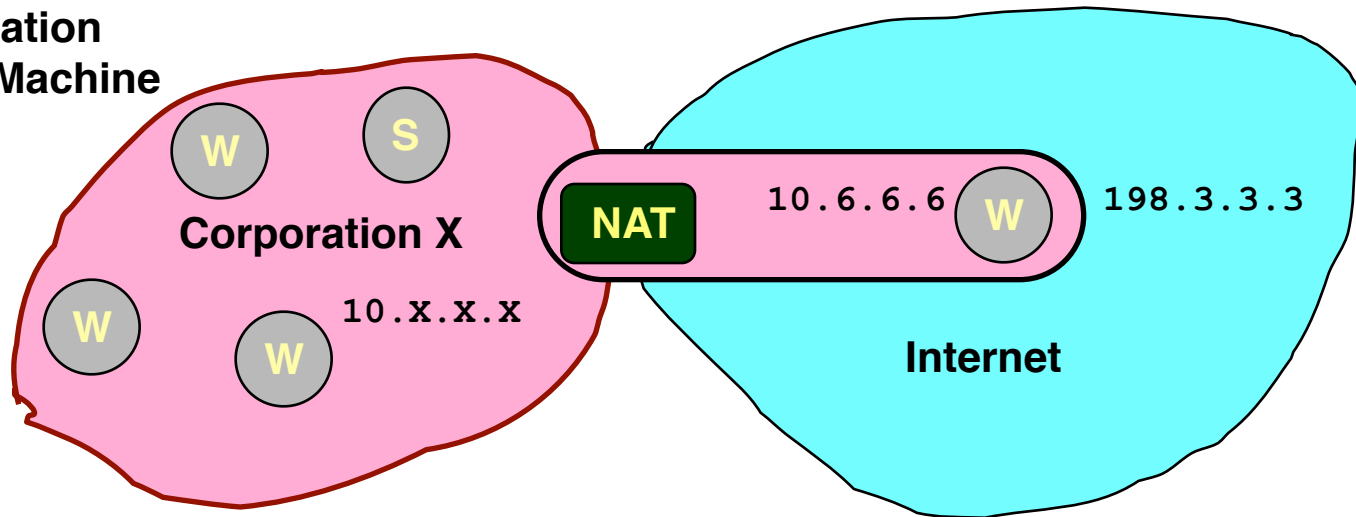 ation
Machine
W
S
NAT
10.6.6.6
W
198.3.3.3
Corporation X
W
W
10.X.X.X
Internet